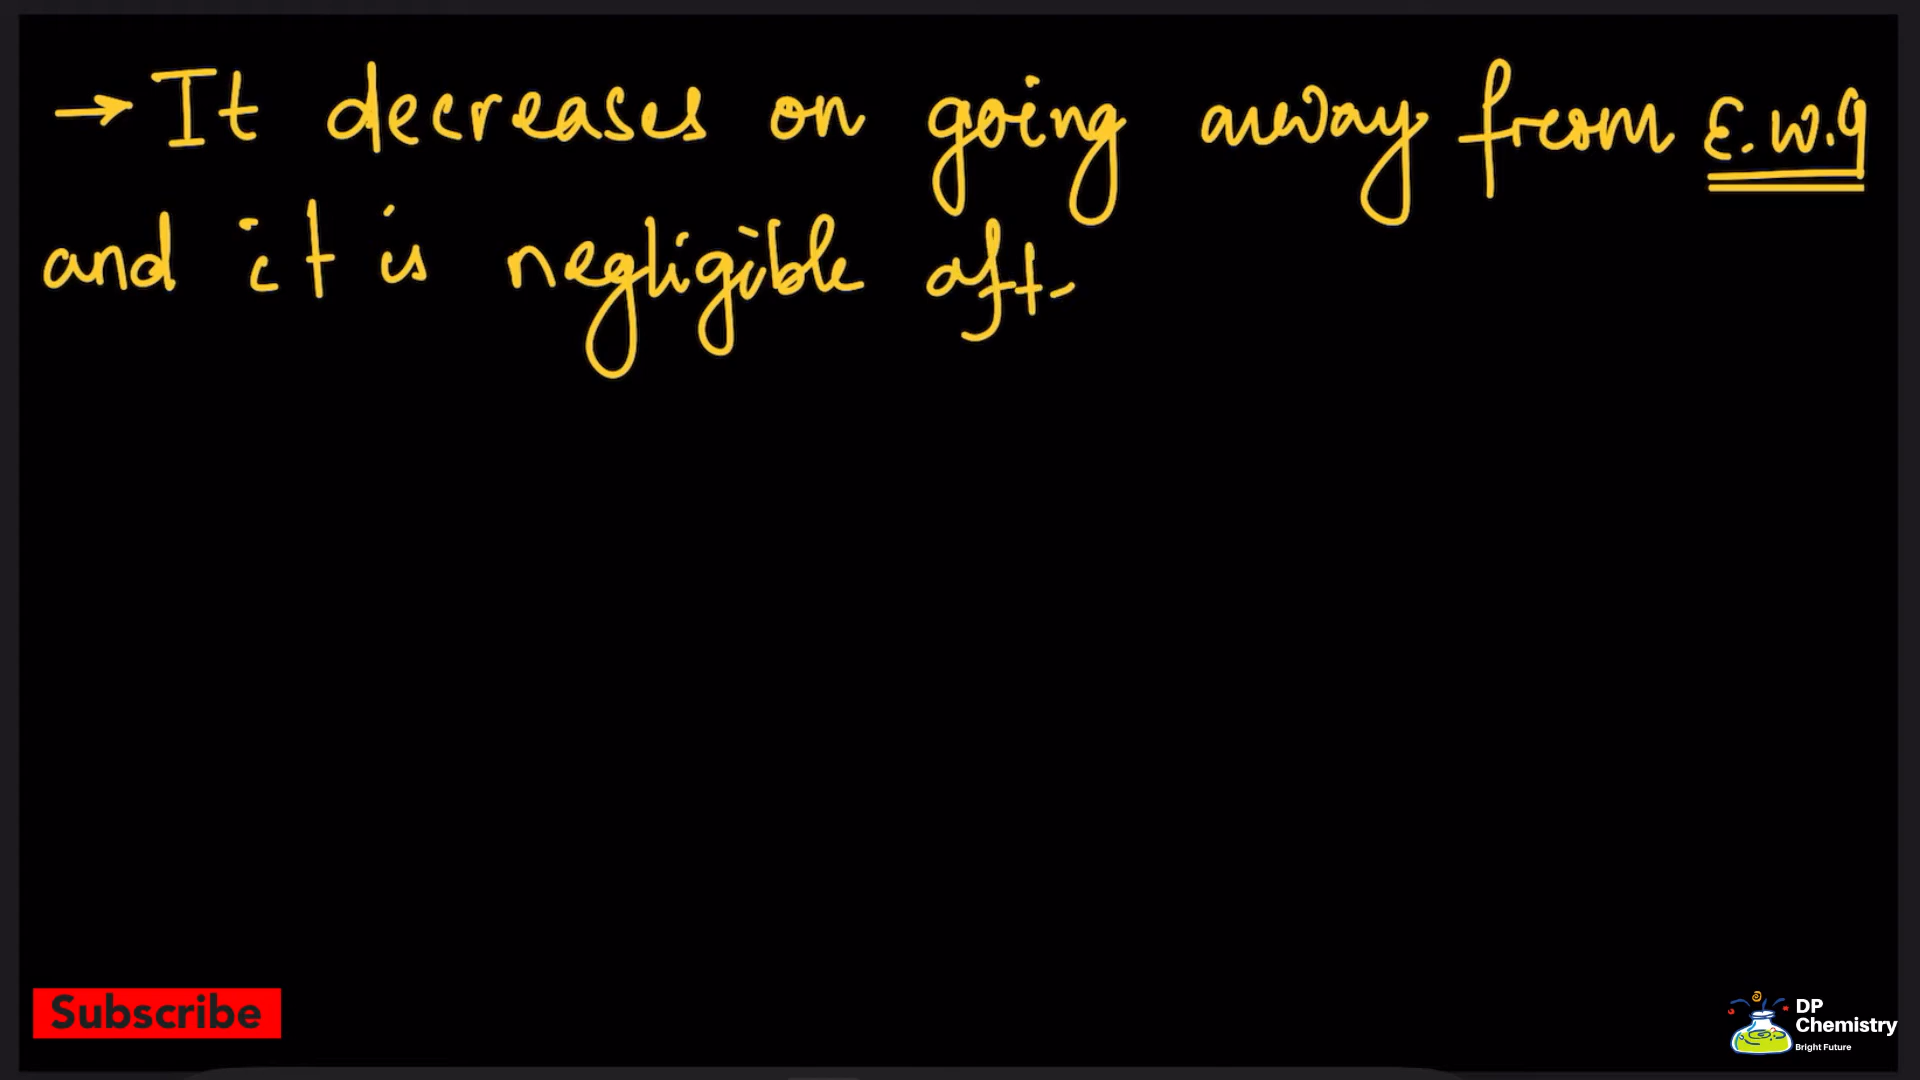 → It decreases on going away from E.W.G
and it is negligible aft
Subscribe
DP
Chemistry
Bright Future